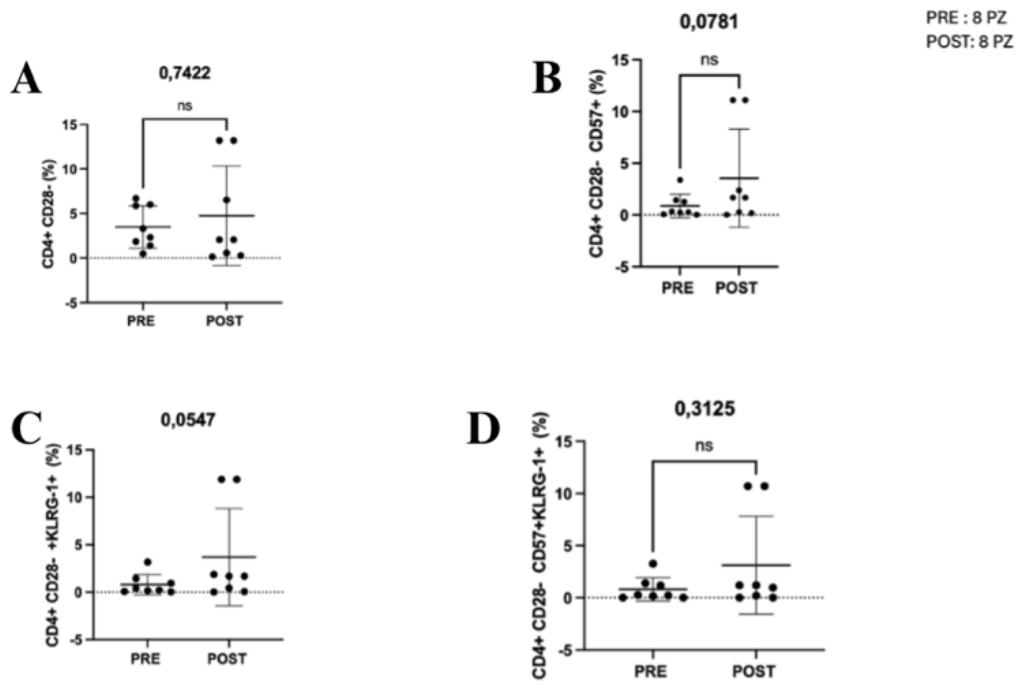 PRE : 8 PZ
POST: 8 PZ
A
0,7422
ns
CD4+ CD28- (%)
15
10
5
0
-5
PRE
POST
B
0,0781
ns
CD4+ CD28- CD57+ (%)
15
10
5
0
-5
PRE
POST
C
0,0547
CD4+ CD28- +KLRG-1+ (%)
15
10
5
0
-5
PRE
POST
D
0,3125
ns
CD4+ CD28- CD57+KLRG-1+ (%)
15
10
5
0
-5
PRE
POST